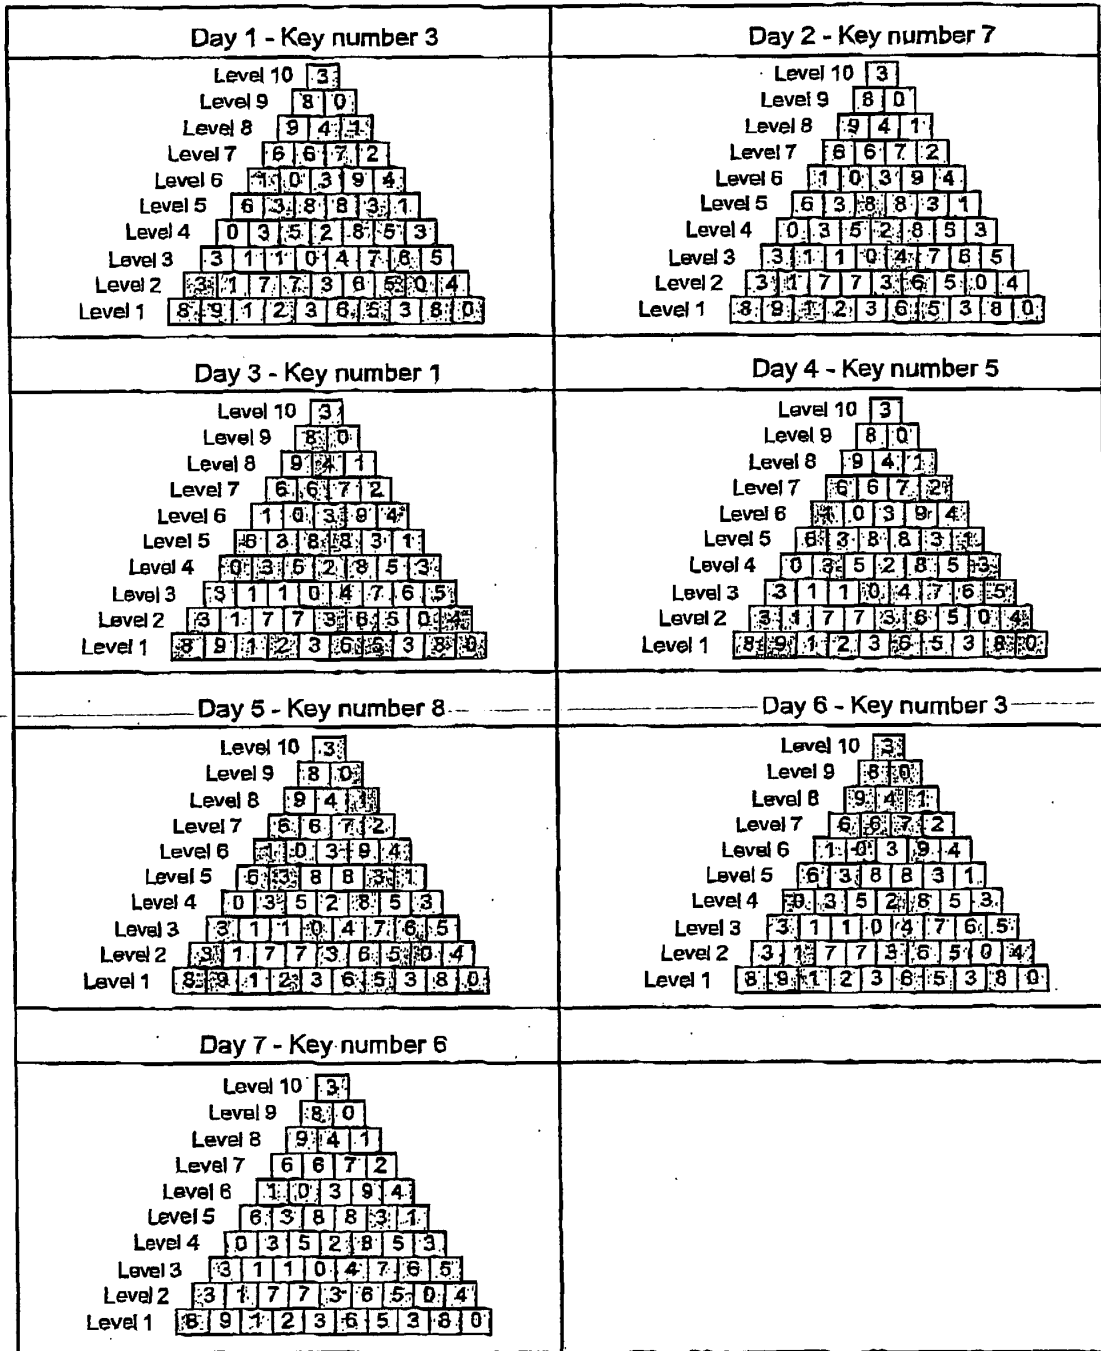 Day 1 - Key number 3
Level 10 3
Level 9 8 0
Level 8 9 4 1
Level 7 6 6 7 2
Level 6 1 0 3 9 4
Level 5 6 3 8 8 3 1
Level 4 0 3 5 2 8 5 3
Level 3 3 1 1 0 4 7 6 5
Level 2 3 1 7 7 3 6 5 0 4
Level 1 8 9 1 2 3 6 5 3 8 0
Day 2 - Key number 7
Level 10 3
Level 9 8 0
Level 8 9 4 1
Level 7 6 6 7 2
Level 6 1 0 3 9 4
Level 5 6 3 8 8 3 1
Level 4 0 3 5 2 8 5 3
Level 3 3 1 1 0 4 7 6 5
Level 2 3 1 7 7 3 6 5 0 4
Level 1 8 9 1 2 3 6 5 3 8 0
Day 3 - Key number 1
Level 10 3
Level 9 8 0
Level 8 9 4 1
Level 7 6 6 7 2
Level 6 1 0 3 9 4
Level 5 6 3 8 8 3 1
Level 4 0 3 5 2 8 5 3
Level 3 3 1 1 0 4 7 6 5
Level 2 3 1 7 7 3 6 5 0 4
Level 1 8 9 1 2 3 6 5 3 8 0
Day 4 - Key number 5
Level 10 3
Level 9 8 0
Level 8 9 4 1
Level 7 6 6 7 2
Level 6 1 0 3 9 4
Level 5 6 3 8 8 3 1
Level 4 0 3 5 2 8 5 3
Level 3 3 1 1 0 4 7 6 5
Level 2 3 1 7 7 3 6 5 0 4
Level 1 8 9 1 2 3 6 5 3 8 0
Day 5 - Key number 8
Level 10 3
Level 9 8 0
Level 8 9 4 1
Level 7 6 6 7 2
Level 6 1 0 3 9 4
Level 5 6 3 8 8 3 1
Level 4 0 3 5 2 8 5 3
Level 3 3 1 1 0 4 7 6 5
Level 2 3 1 7 7 3 6 5 0 4
Level 1 8 9 1 2 3 6 5 3 8 0
Day 6 - Key number 3
Level 10 3
Level 9 8 0
Level 8 9 4 1
Level 7 6 6 7 2
Level 6 1 0 3 9 4
Level 5 6 3 8 8 3 1
Level 4 0 3 5 2 8 5 3
Level 3 3 1 1 0 4 7 6 5
Level 2 3 1 7 7 3 6 5 0 4
Level 1 8 9 1 2 3 6 5 3 8 0
Day 7 - Key number 6
Level 10 3
Level 9 8 0
Level 8 9 4 1
Level 7 6 6 7 2
Level 6 1 0 3 9 4
Level 5 6 3 8 8 3 1
Level 4 0 3 5 2 8 5 3
Level 3 3 1 1 0 4 7 6 5
Level 2 3 1 7 7 3 6 5 0 4
Level 1 8 9 1 2 3 6 5 3 8 0